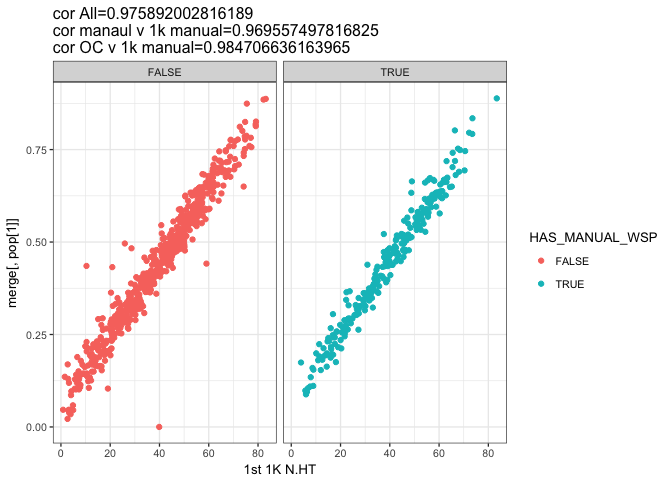 cor All=0.975892002816189
cor manaul v 1k manual=0.969557497816825
cor OC v 1k manual=0.984706636163965
FALSE
TRUE
merge[, pop[1]]
0.75
0.50
0.25
0.00
0 20 40 60 80
0 20 40 60 80
1st 1K N.HT
HAS_MANUAL_WSP
FALSE
TRUE